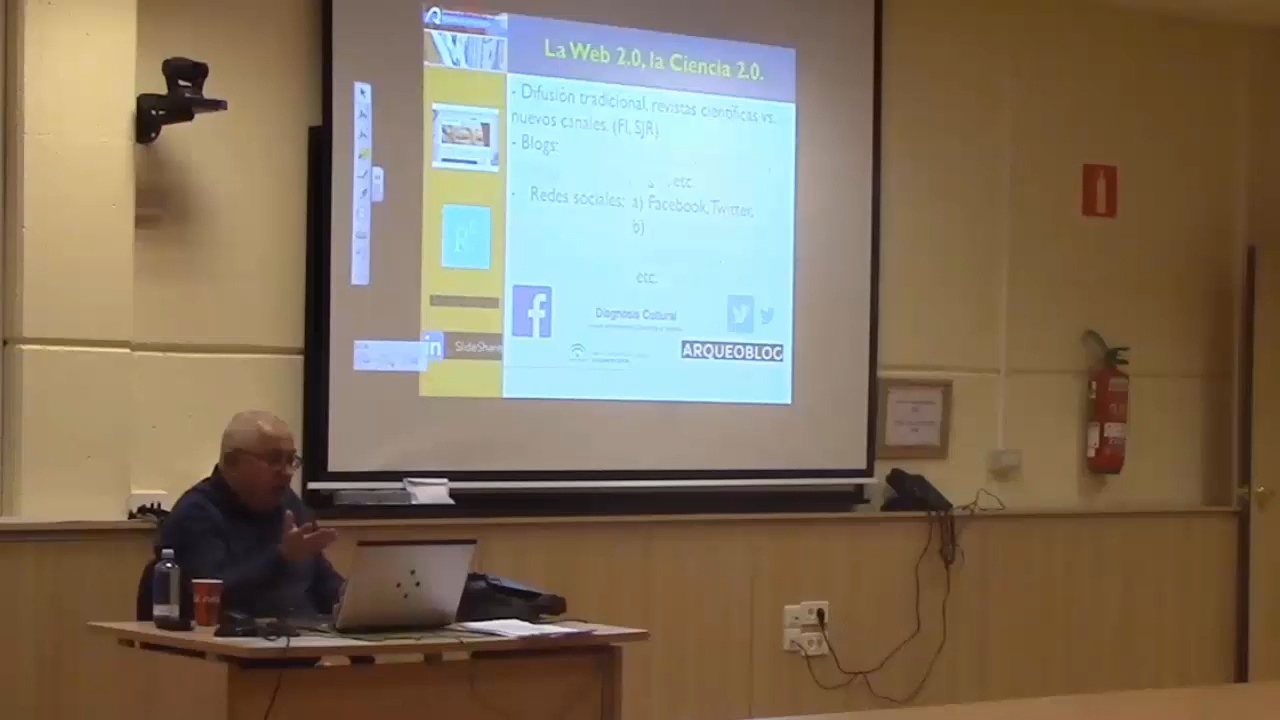 La Web 2.0, la Ciencia 2.0.
- Difusión tradicional, revistas científicas vs.
nuevos canales. (FI, SJR)
- Blogs:
etc.
- Redes sociales: a) Facebook, Twitter,
b)
etc.
Diagnosis Cultural
ARQUEOBLOG
in
SlideShare